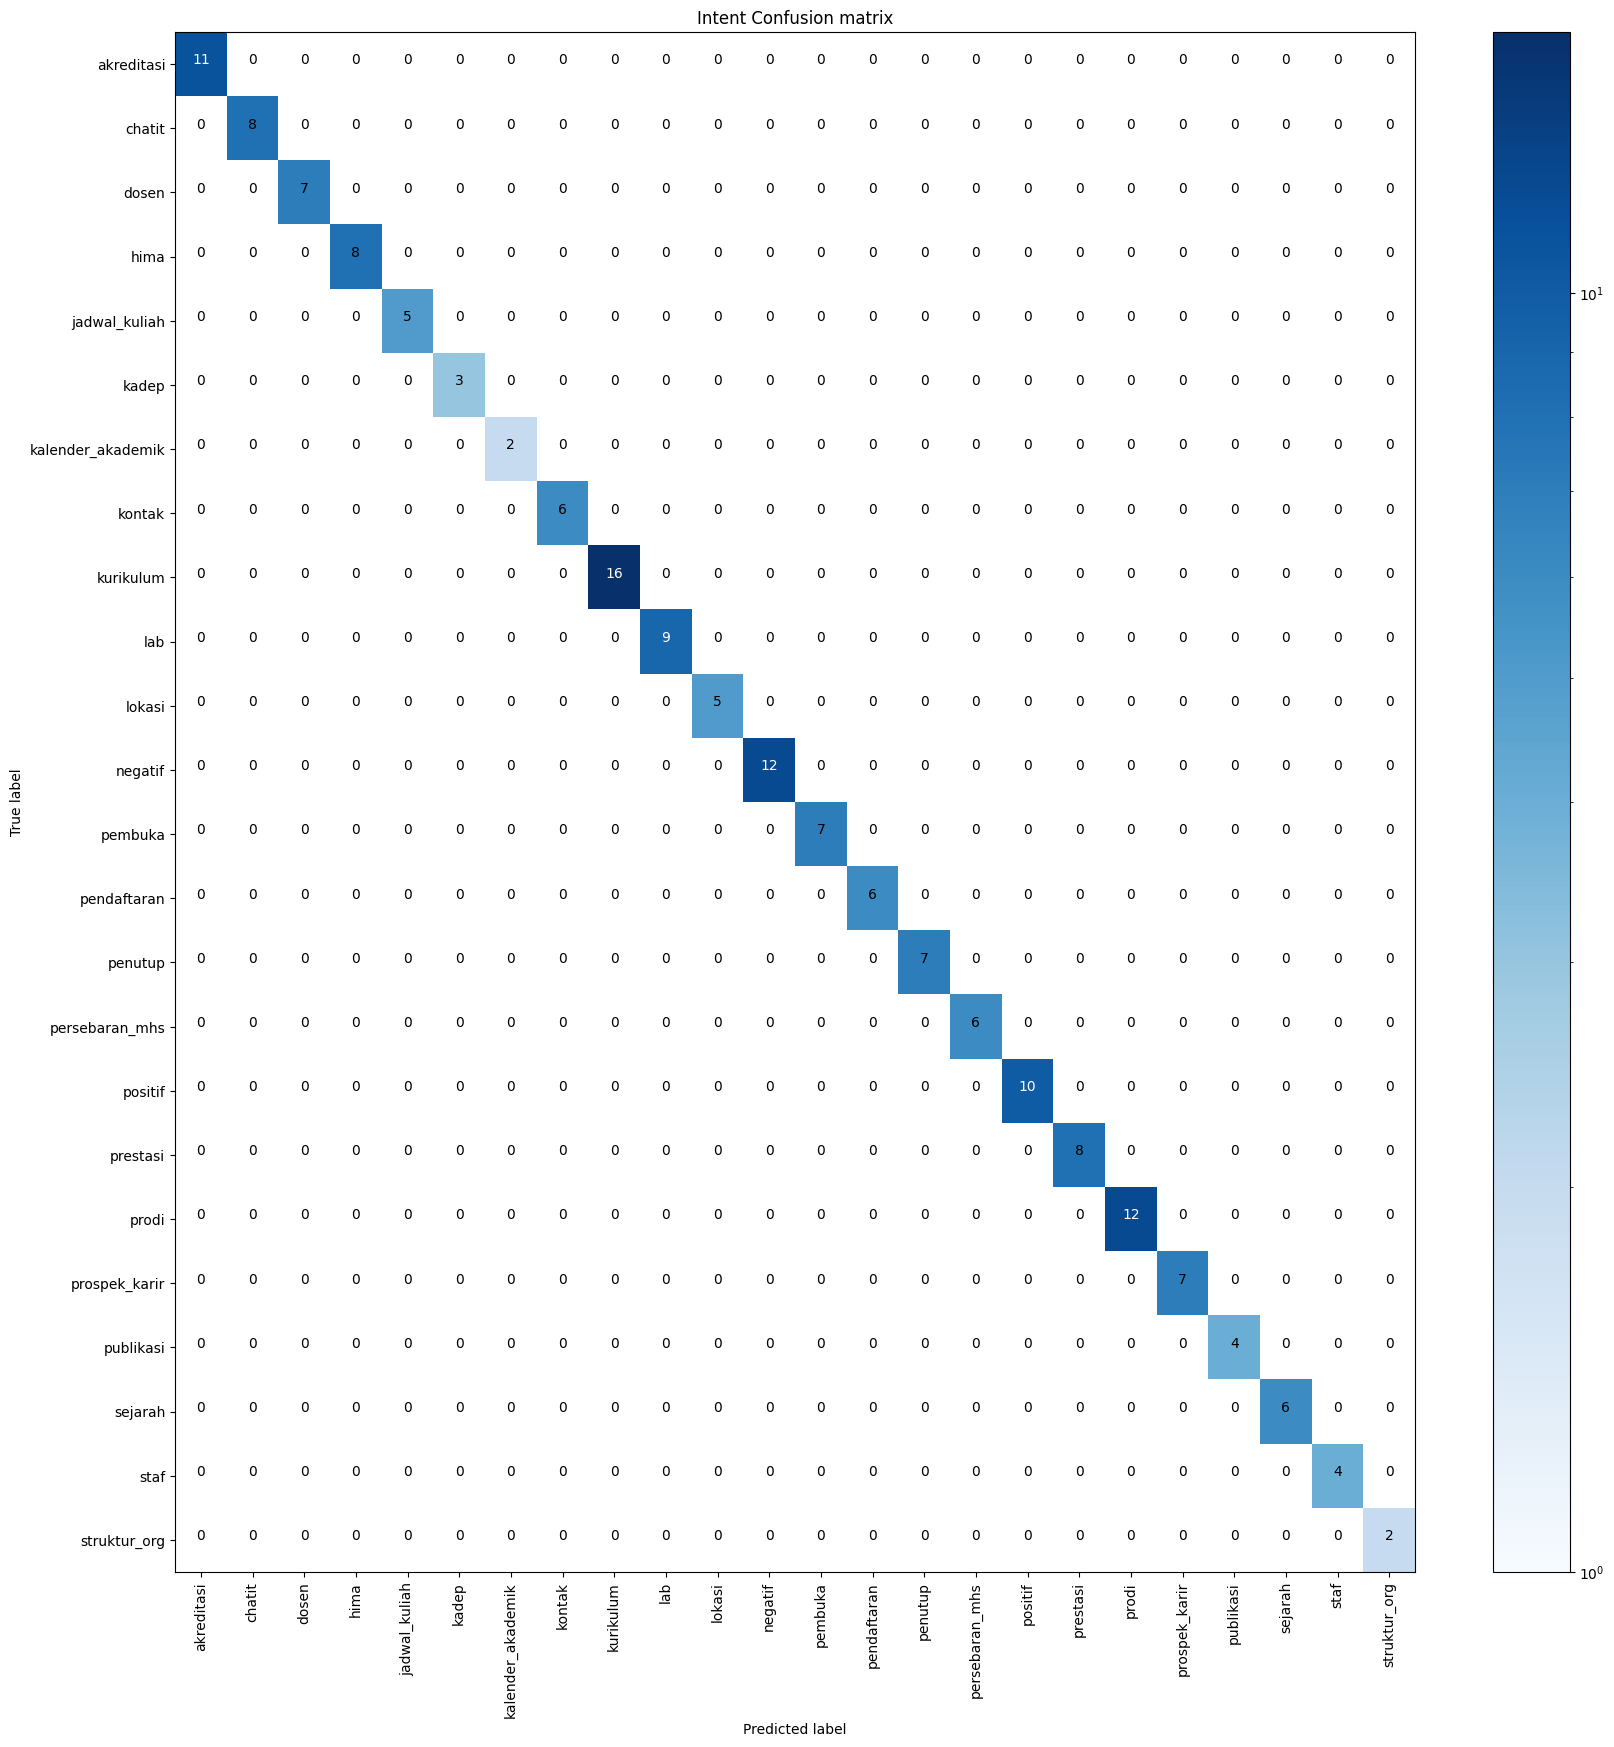 Intent Confusion matrix
akreditasi 11 0 0 0 0 0 0 0 0 0 0 0 0 0 0 0 0 0 0 0 0 0 0 0
chatit 0 8 0 0 0 0 0 0 0 0 0 0 0 0 0 0 0 0 0 0 0 0 0 0
dosen 0 0 7 0 0 0 0 0 0 0 0 0 0 0 0 0 0 0 0 0 0 0 0 0
hima 0 0 0 8 0 0 0 0 0 0 0 0 0 0 0 0 0 0 0 0 0 0 0 0
10¹
jadwal_kuliah 0 0 0 0 5 0 0 0 0 0 0 0 0 0 0 0 0 0 0 0 0 0 0 0
kadep 0 0 0 0 0 3 0 0 0 0 0 0 0 0 0 0 0 0 0 0 0 0 0 0
kalender_akademik 0 0 0 0 0 0 2 0 0 0 0 0 0 0 0 0 0 0 0 0 0 0 0 0
kontak 0 0 0 0 0 0 0 6 0 0 0 0 0 0 0 0 0 0 0 0 0 0 0 0
kurikulum 0 0 0 0 0 0 0 0 16 0 0 0 0 0 0 0 0 0 0 0 0 0 0 0
lab 0 0 0 0 0 0 0 0 0 9 0 0 0 0 0 0 0 0 0 0 0 0 0 0
lokasi 0 0 0 0 0 0 0 0 0 0 5 0 0 0 0 0 0 0 0 0 0 0 0 0
negatif 0 0 0 0 0 0 0 0 0 0 0 12 0 0 0 0 0 0 0 0 0 0 0 0
True label
pembuka 0 0 0 0 0 0 0 0 0 0 0 0 7 0 0 0 0 0 0 0 0 0 0 0
pendaftaran 0 0 0 0 0 0 0 0 0 0 0 0 0 6 0 0 0 0 0 0 0 0 0 0
penutup 0 0 0 0 0 0 0 0 0 0 0 0 0 0 7 0 0 0 0 0 0 0 0 0
persebaran_mhs 0 0 0 0 0 0 0 0 0 0 0 0 0 0 0 6 0 0 0 0 0 0 0 0
positif 0 0 0 0 0 0 0 0 0 0 0 0 0 0 0 0 10 0 0 0 0 0 0 0
prestasi 0 0 0 0 0 0 0 0 0 0 0 0 0 0 0 0 0 8 0 0 0 0 0 0
prodi 0 0 0 0 0 0 0 0 0 0 0 0 0 0 0 0 0 0 12 0 0 0 0 0
prospek_karir 0 0 0 0 0 0 0 0 0 0 0 0 0 0 0 0 0 0 0 7 0 0 0 0
publikasi 0 0 0 0 0 0 0 0 0 0 0 0 0 0 0 0 0 0 0 0 4 0 0 0
sejarah 0 0 0 0 0 0 0 0 0 0 0 0 0 0 0 0 0 0 0 0 0 6 0 0
staf 0 0 0 0 0 0 0 0 0 0 0 0 0 0 0 0 0 0 0 0 0 0 4 0
struktur_org 0 0 0 0 0 0 0 0 0 0 0 0 0 0 0 0 0 0 0 0 0 0 0 2
10⁰
akreditasi
chatit
dosen
hima
jadwal_kuliah
kadep
kalender_akademik
kontak
kurikulum
lab
lokasi
negatif
pembuka
pendaftaran
penutup
persebaran_mhs
positif
prestasi
prodi
prospek_karir
publikasi
sejarah
staf
struktur_org
Predicted label